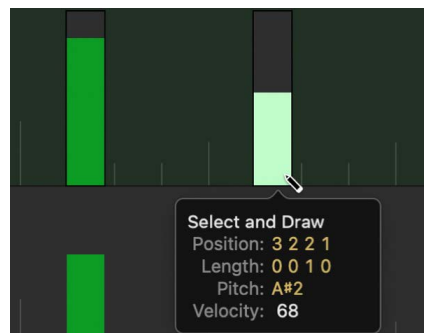 Select and Draw
Position: 3 2 2 1
Length: 0 0 1 0
Pitch: A#2
Velocity: 68